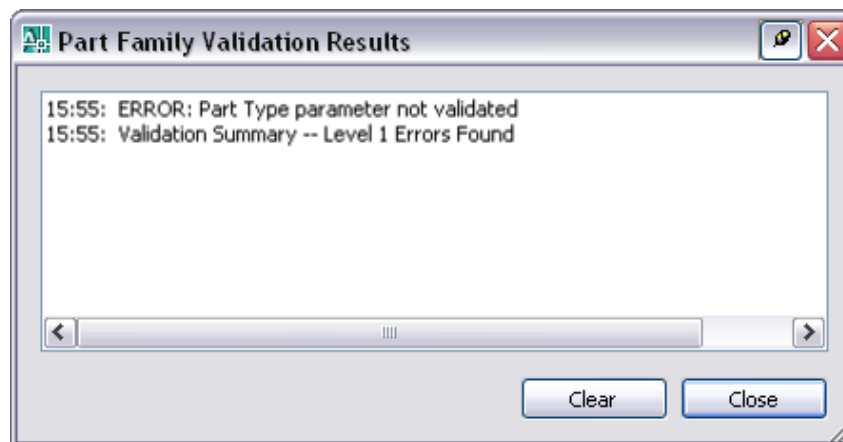 Part Family Validation Results
15:55: ERROR: Part Type parameter not validated
15:55: Validation Summary -- Level 1 Errors Found
Clear
Close